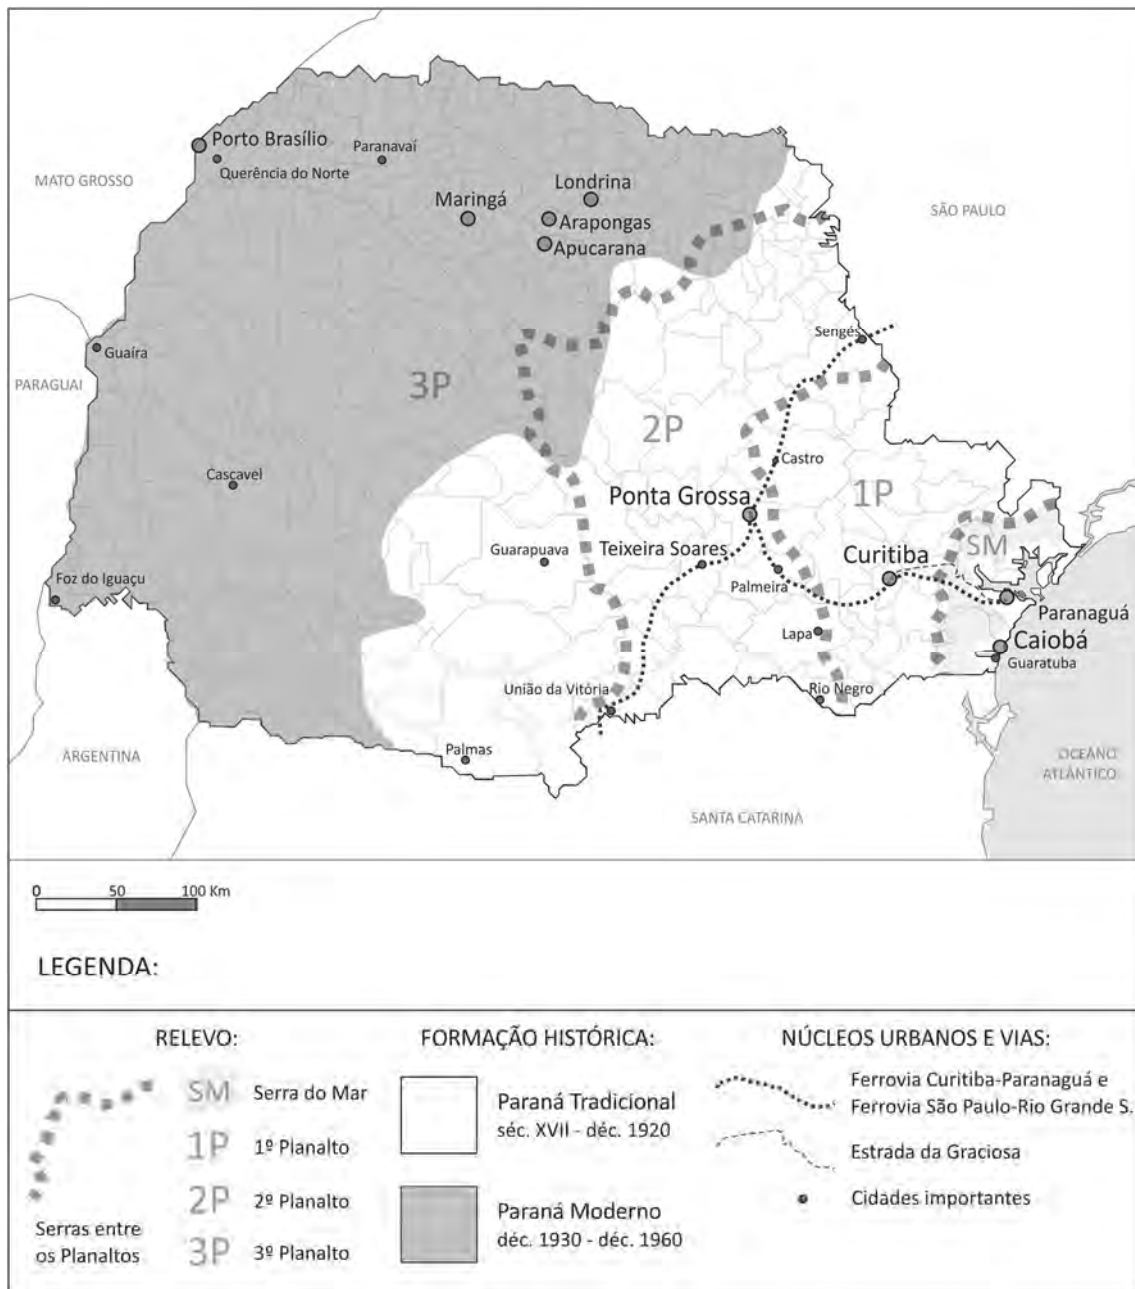 Porto Brasílio
Querência do Norte
Paranavaí
MATO GROSSO
Londrina
Maringá
Arapongas
Apucarana
SÃO PAULO
Sengés
Guaíra
PARAGUAI
3P
2P
Castro
Cascavel
1P
Ponta Grossa
SM
Guarapuava
Teixeira Soares
Curitiba
Foz do Iguaçu
Palmeira
Paranaguá
Lapa
Caiobá
Guaratuba
União da Vitória
Rio Negro
Palmas
ARGENTINA
OCEANO
ATLÂNTICO
SANTA CATARINA
0 50 100 Km
LEGENDA:
RELEVO:
SM Serra do Mar
1P 1º Planalto
2P 2º Planalto
3P 3º Planalto
Serras entre
os Planaltos
FORMAÇÃO HISTÓRICA:
Paraná Tradicional
séc. XVII - déc. 1920
Paraná Moderno
déc. 1930 - déc. 1960
NÚCLEOS URBANOS E VIAS:
Ferrovia Curitiba-Paranaguá e
Ferrovia São Paulo-Rio Grande S.
Estrada da Graciosa
Cidades importantes